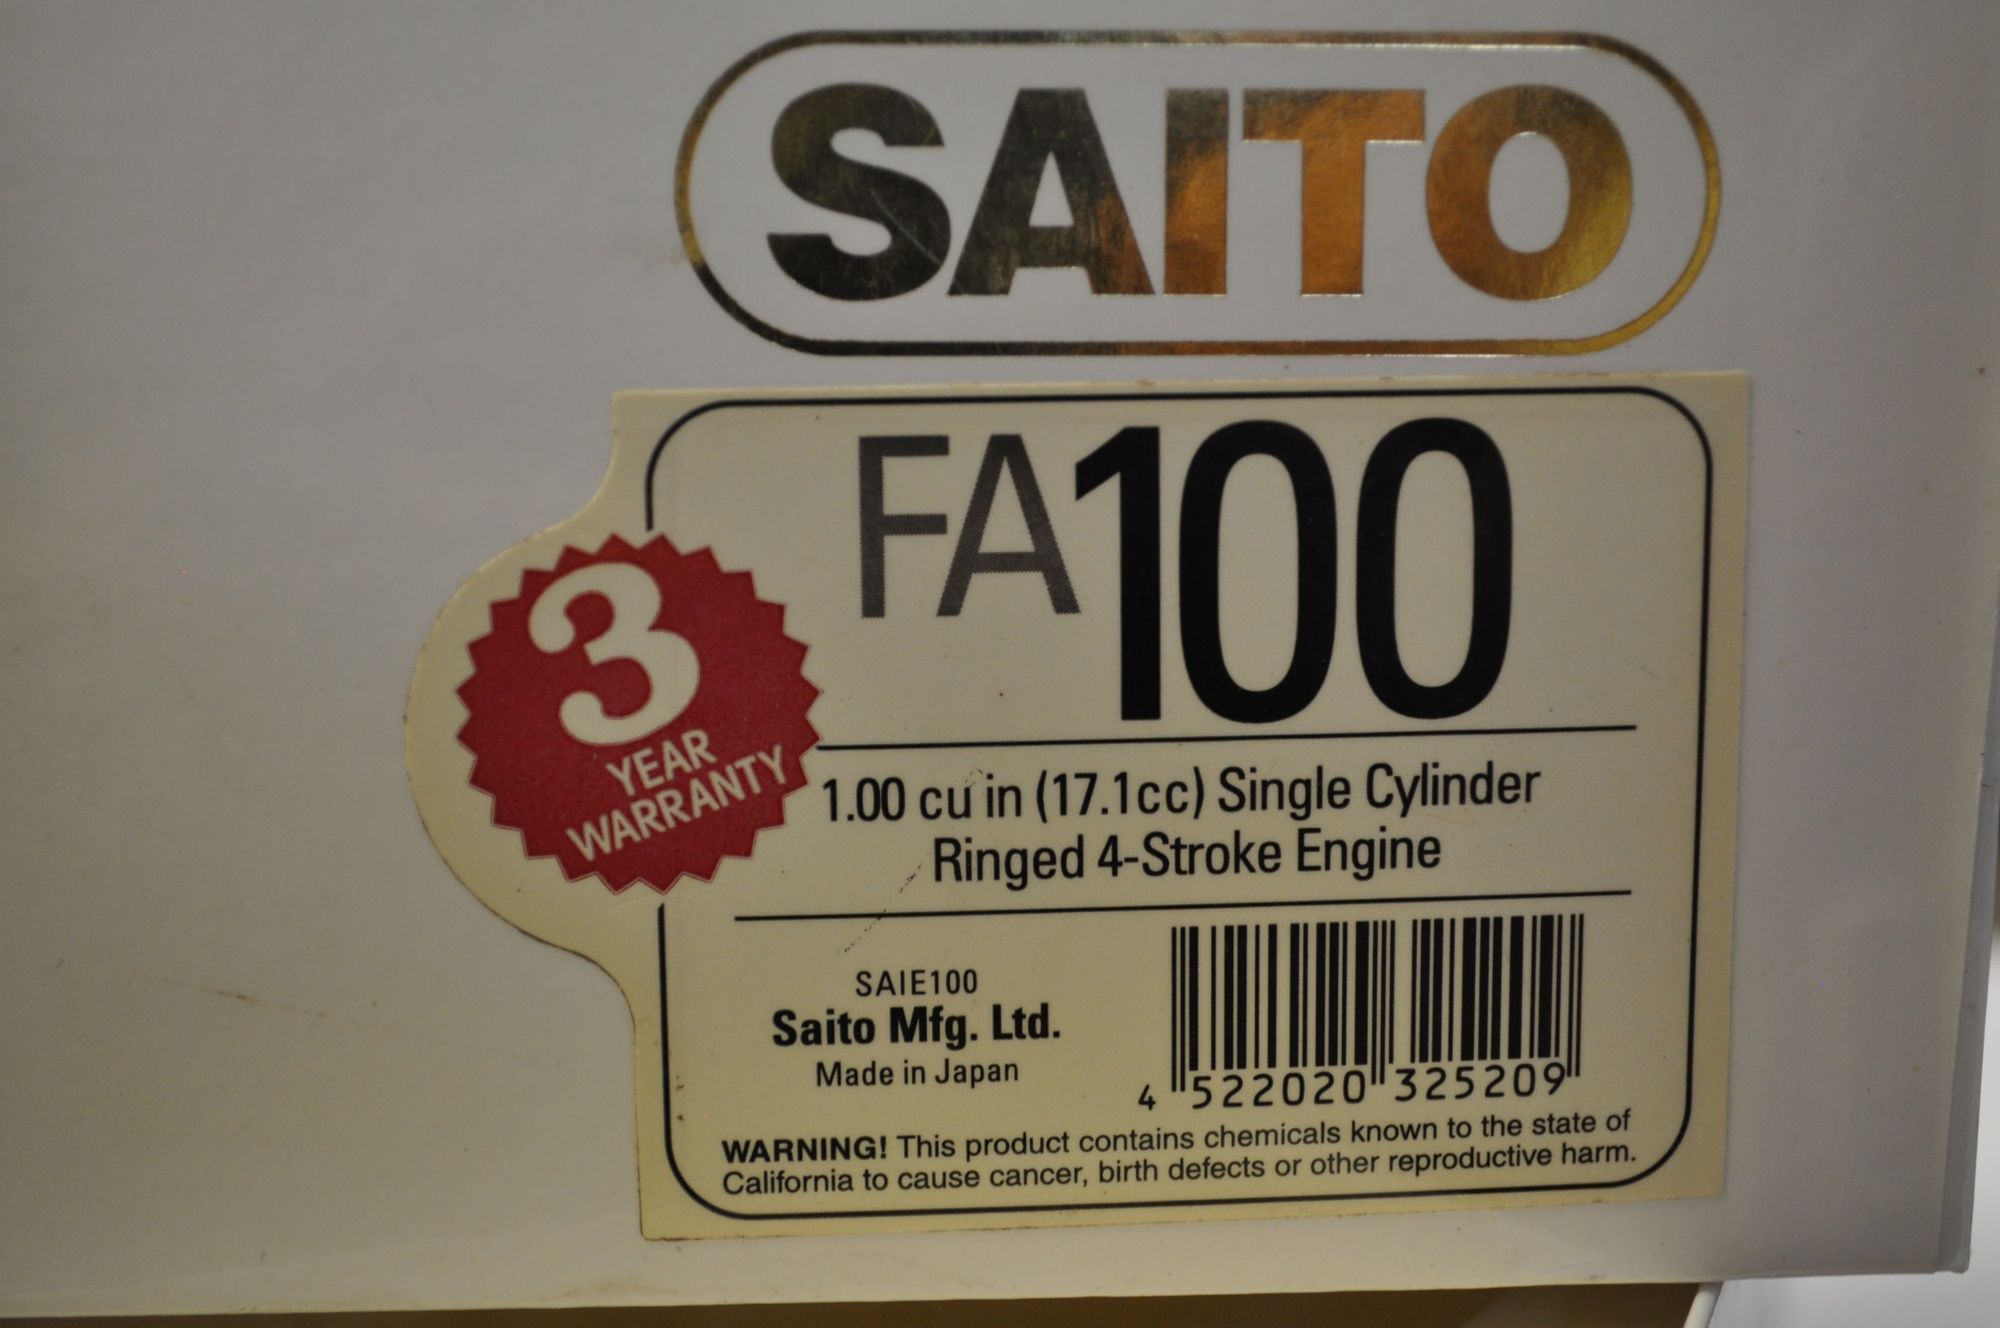 SAITO
FA100
3
YEAR
WARRANTY
1.00 cu in (17.1cc) Single Cylinder
Ringed 4-Stroke Engine
SAIE100
Saito Mfg. Ltd.
Made in Japan
4 522020 325209
WARNING! This product contains chemicals known to the state of
California to cause cancer, birth defects or other reproductive harm.